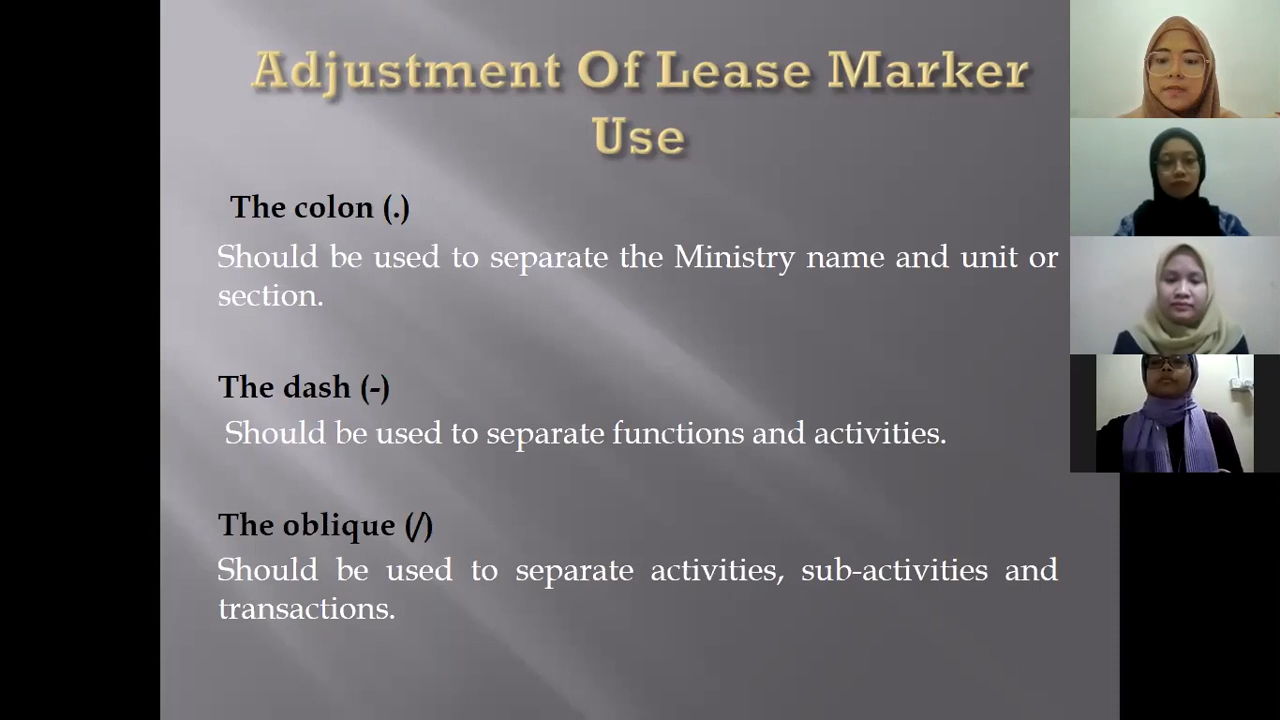 Adjustment Of Lease Marker
Use
The colon (.)
Should be used to separate the Ministry name and unit or
section.
The dash (-)
Should be used to separate functions and activities.
The oblique (/)
Should be used to separate activities, sub-activities and
transactions.